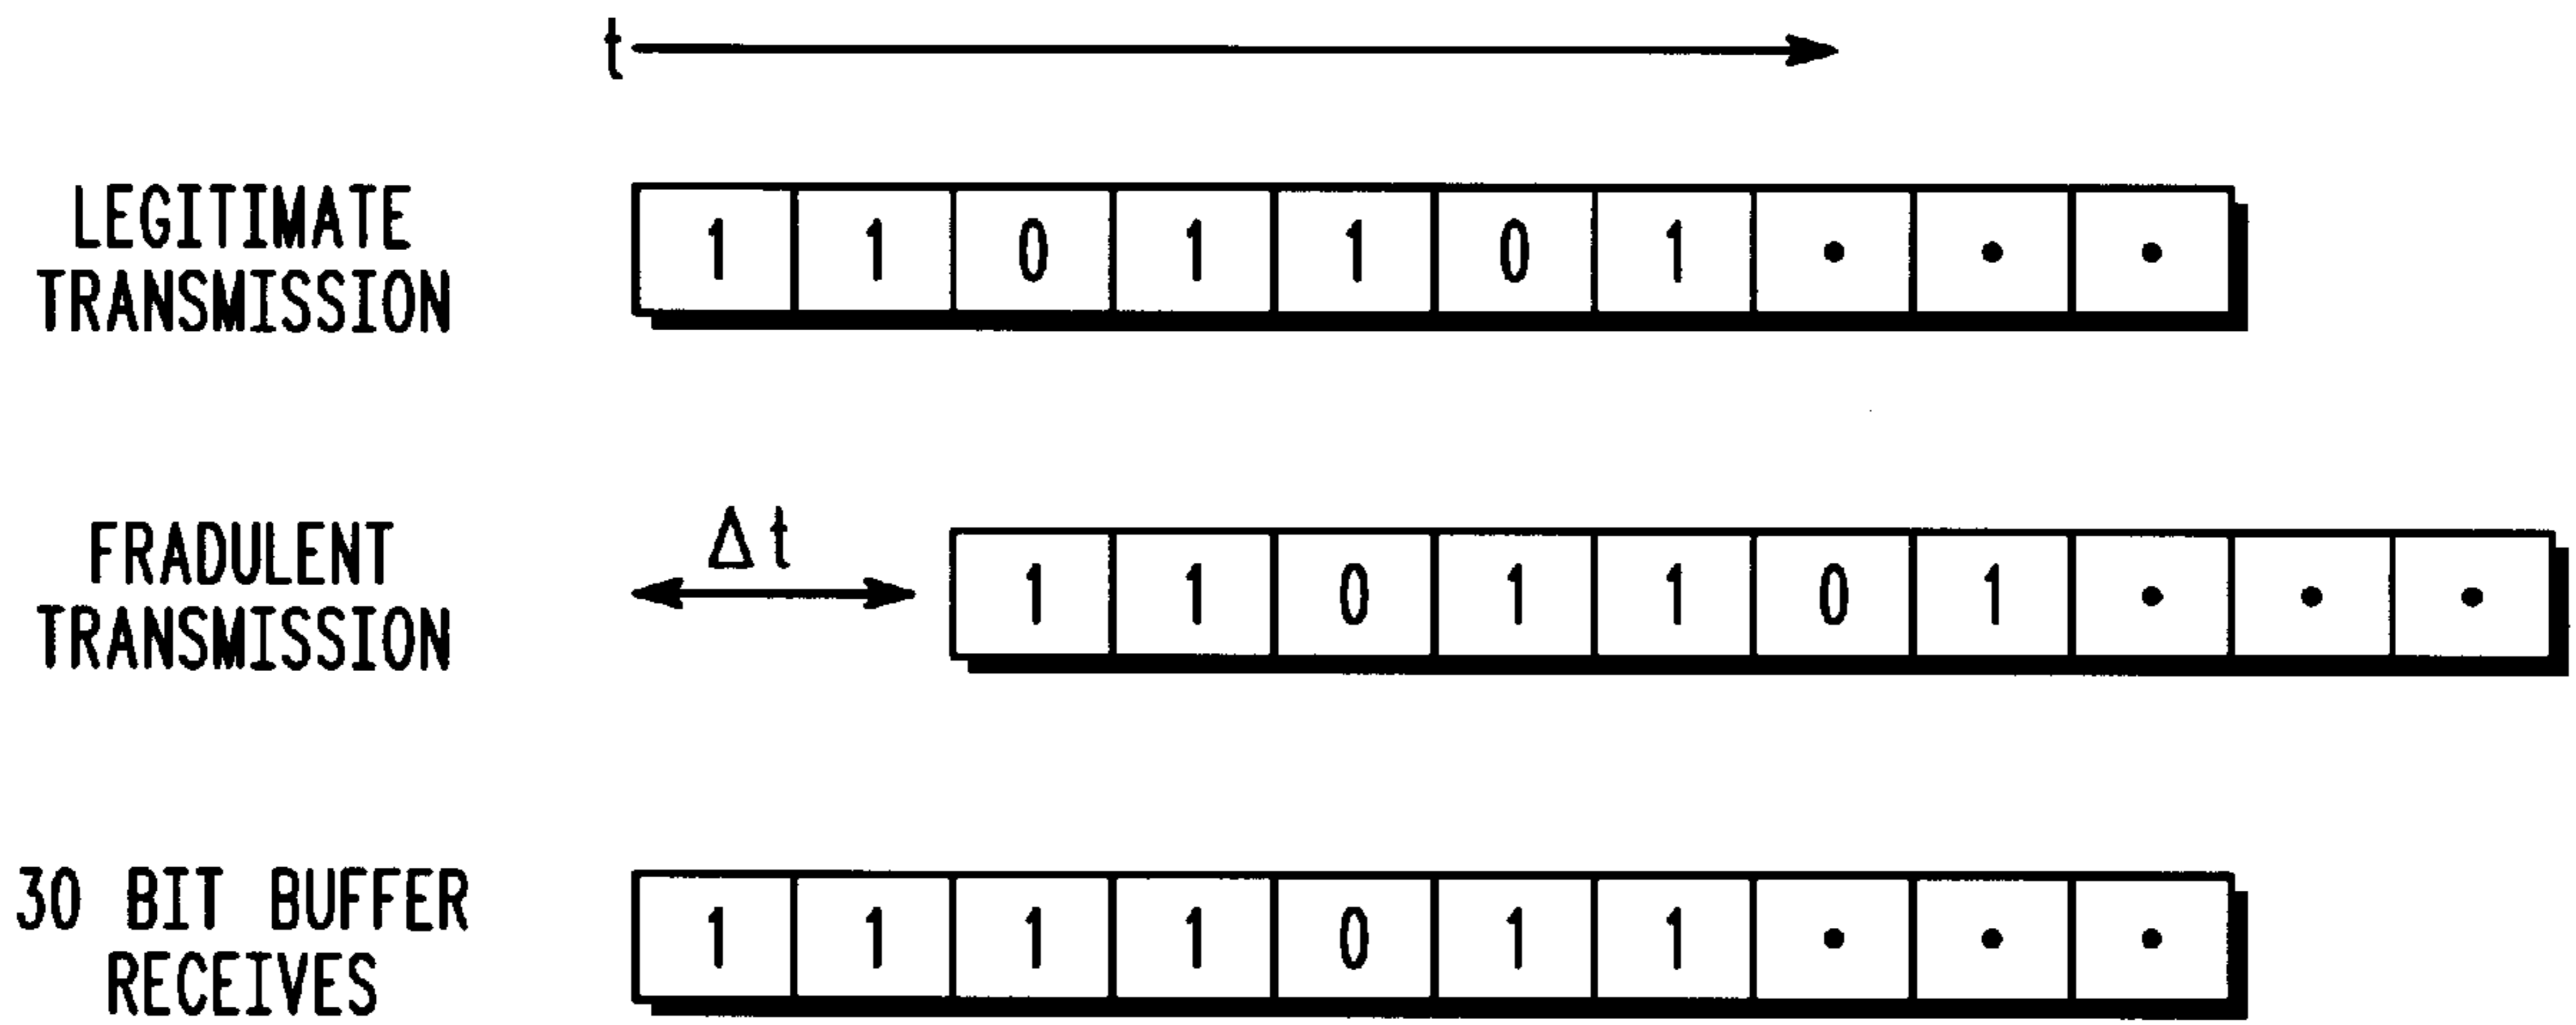 t
LEGITIMATE
TRANSMISSION
1 1 0 1 1 0 1 • • •
FRADULENT
TRANSMISSION
Δt
1 1 0 1 1 0 1 • • •
30 BIT BUFFER
RECEIVES
1 1 1 1 0 1 1 • • •